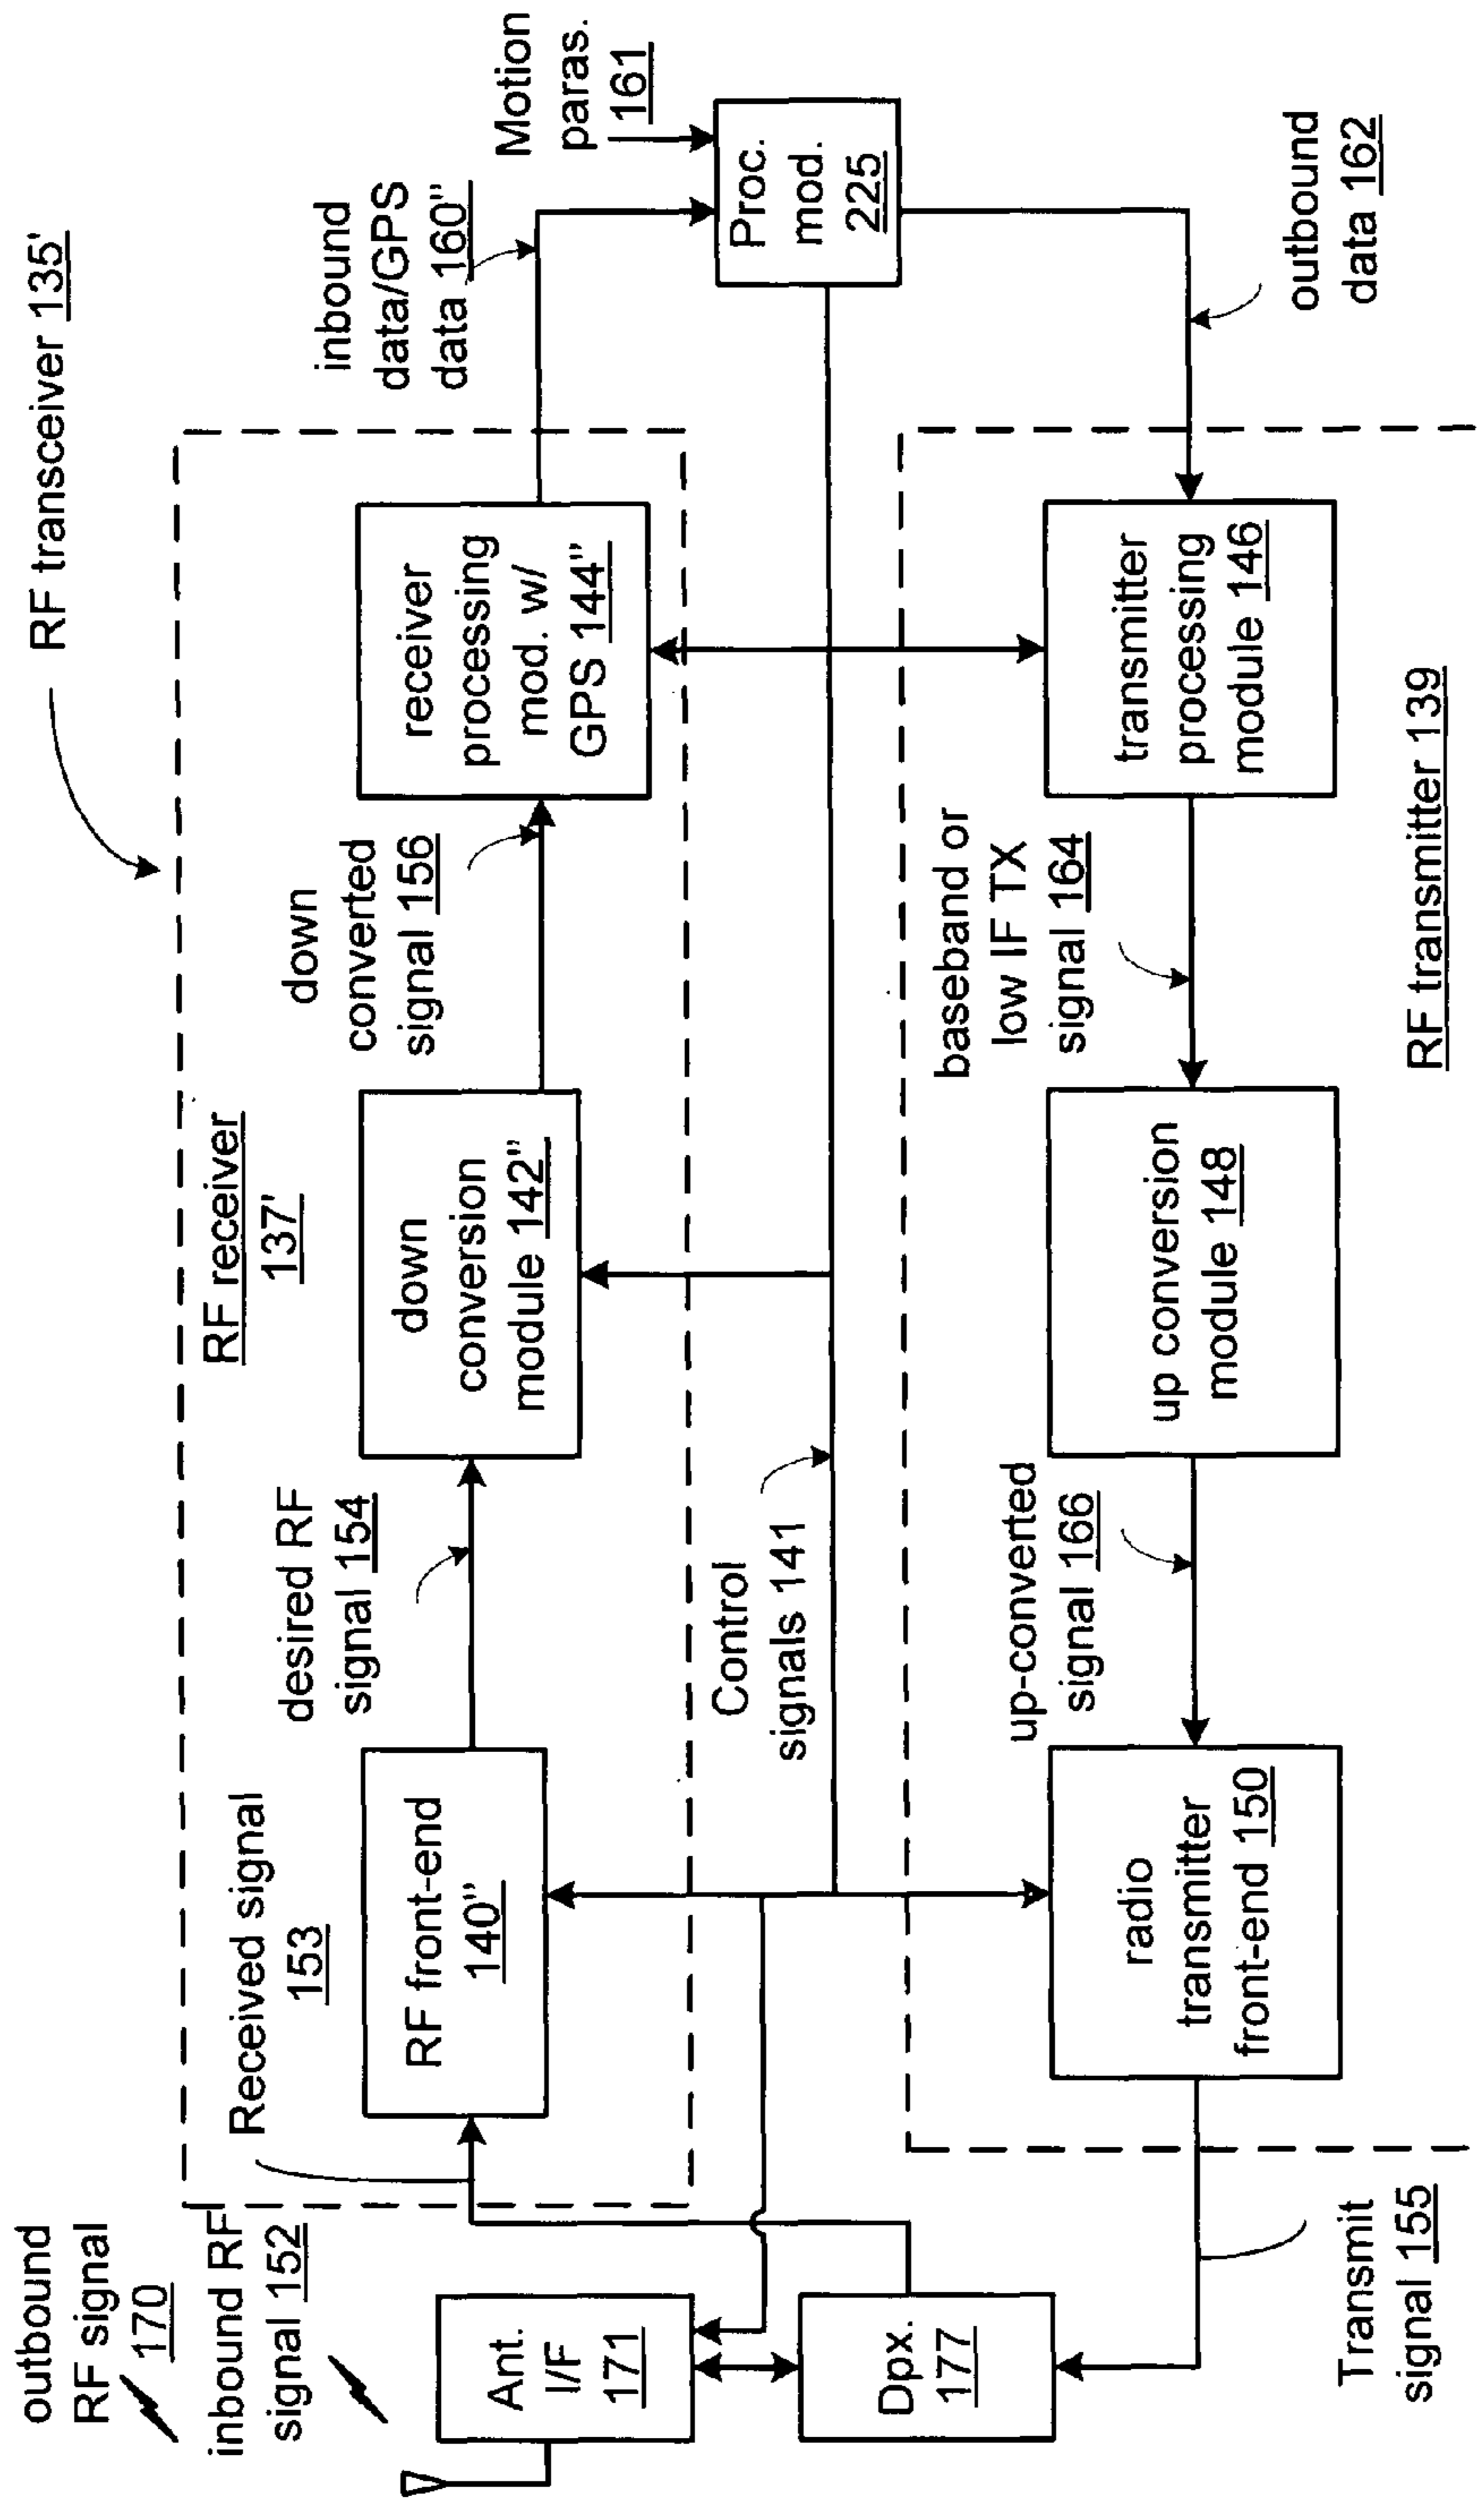 RF transceiver 135'
outbound
RF signal
170
inbound RF
signal 152
Received signal
153
RF receiver
137'
desired RF
signal 154
down
converted
signal 156
inbound
data/GPS
data 160"
Motion
paras.
161
Ant.
I/F
171
RF front-end
140"
down
conversion
module 142"
receiver
processing
mod. w/
GPS 144"
Proc.
mod.
225
Control
signals 141
Dpx.
177
up-converted
signal 166
baseband or
low IF TX
signal 164
radio
transmitter
front-end 150
up conversion
module 148
transmitter
processing
module 146
outbound
data 162
Transmit
signal 155
RF transmitter 139